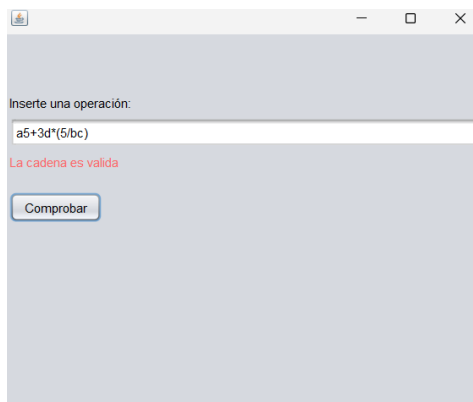 Inserte una operación:
a5+3d*(5/bc)
La cadena es valida
Comprobar